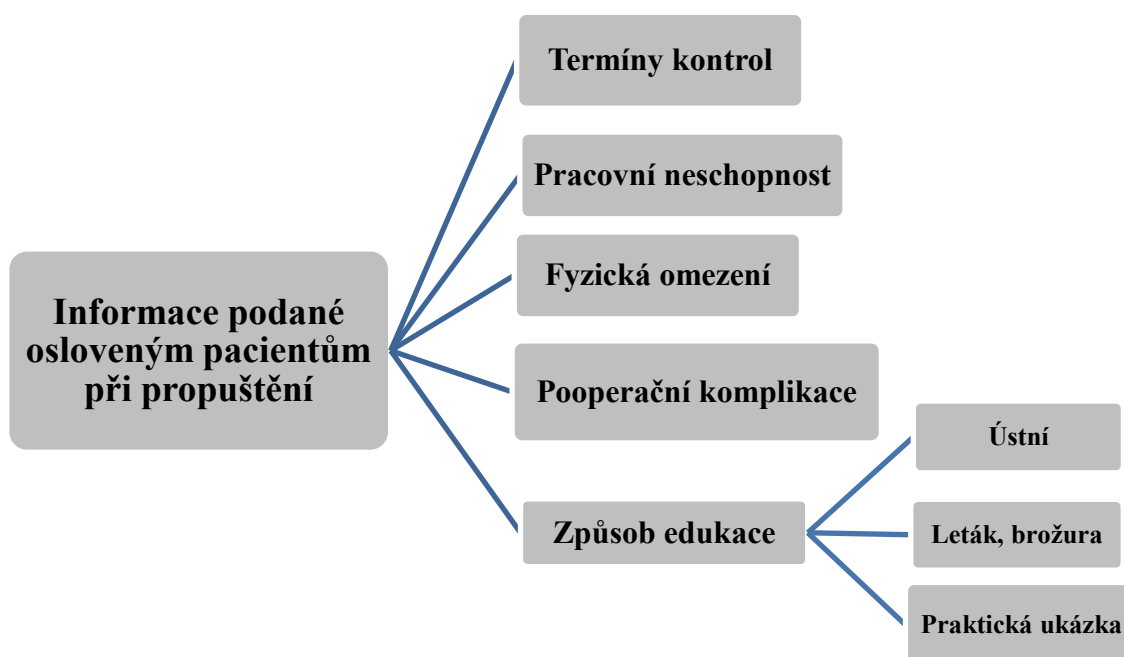 Termíny kontrol
Pracovní neschopnost
Fyzická omezení
Informace podané
osloveným pacientům
při propuštění
Pooperační komplikace
Způsob edukace
Ústní
Leták, brožura
Praktická ukázka